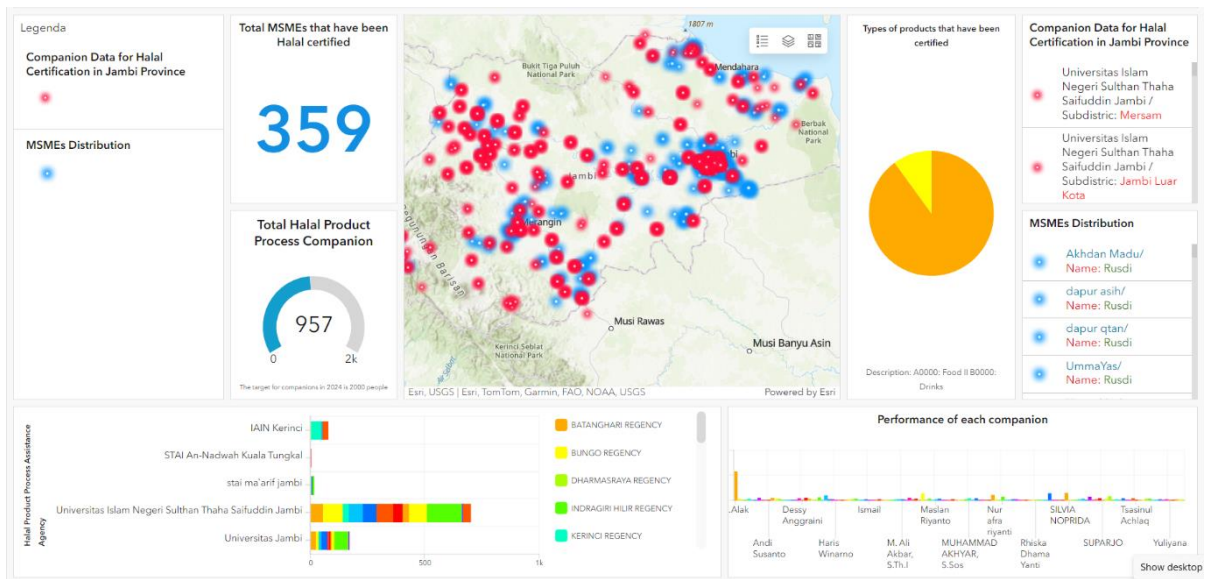 Legenda
Companion Data for Halal
Certification in Jambi Province
MSMEs Distribution
Total MSMEs that have been
Halal certified
359
Total Halal Product
Process Companion
957
0
2k
The target for companions in 2024 is 2000 people
1807 m
Bukit Tiga Puluh
National Park
Mendahara
Berbak
National
Park
Jambi
Merangin
Barisan
Musi Rawas
Musi Banyu Asin
Kerinci Seblat
National Park
Esri, USGS | Esri, TomTom, Garmin, FAO, NOAA, USGS
Powered by Esri
Types of products that have been
certified
Description: A0000: Food II B0000:
Drinks
Companion Data for Halal
Certification in Jambi Province
Universitas Islam
Negeri Sulthan Thaha
Saifuddin Jambi /
Subdistric: Mersam
Universitas Islam
Negeri Sulthan Thaha
Saifuddin Jambi /
Subdistric: Jambi Luar
Kota
MSMEs Distribution
Akhdan Madu/
Name: Rusdi
dapur asih/
Name: Rusdi
dapur qtan/
Name: Rusdi
UmmaYas/
Name: Rusdi
Halal Product Process Assistance
Agency
IAIN Kerinci
STAI An-Nadwah Kuala Tungkal
stai ma'arif jambi
Universitas Islam Negeri Sulthan Thaha Saifuddin Jambi
Universitas Jambi
0
500
1k
BATANGHARI REGENCY
BUNGO REGENCY
DHARMASRAYA REGENCY
INDRAGIRI HILIR REGENCY
KERINCI REGENCY
Performance of each companion
.Alak
Dessy
Anggraini
Ismail
Maslan
Riyanto
Nur
afra
riyanti
SILVIA
NOPRIDA
Tsasinul
Achlaq
Andi
Susanto
Haris
Winarno
M. Ali
Akbar,
S.Th.I
MUHAMMAD
AKHYAR,
S.Sos
Rhiska
Dhama
Yanti
SUPARJO
Yuliyana
Show desktop